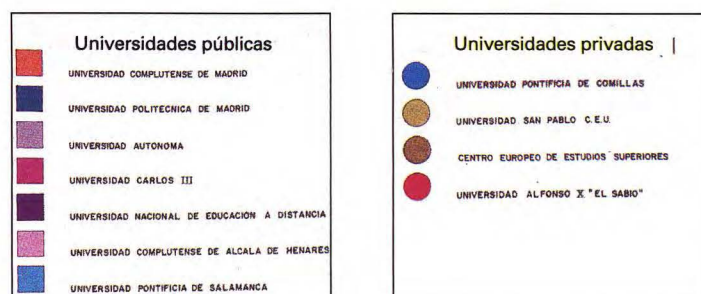 Universidades públicas
UNIVERSIDAD COMPLUTENSE DE MADRID
UNIVERSIDAD POLITECNICA DE MADRID
UNIVERSIDAD AUTONOMA
UNIVERSIDAD CARLOS III
UNIVERSIDAD NACIONAL DE EDUCACIÓN A DISTANCIA
UNIVERSIDAD COMPLUTENSE DE ALCALA DE HENARES
UNIVERSIDAD PONTIFICIA DE SALAMANCA
Universidades privadas
UNIVERSIDAD PONTIFICIA DE COMILLAS
UNIVERSIDAD SAN PABLO C.E.U.
CENTRO EUROPEO DE ESTUDIOS SUPERIORES
UNIVERSIDAD ALFONSO X "EL SABIO"